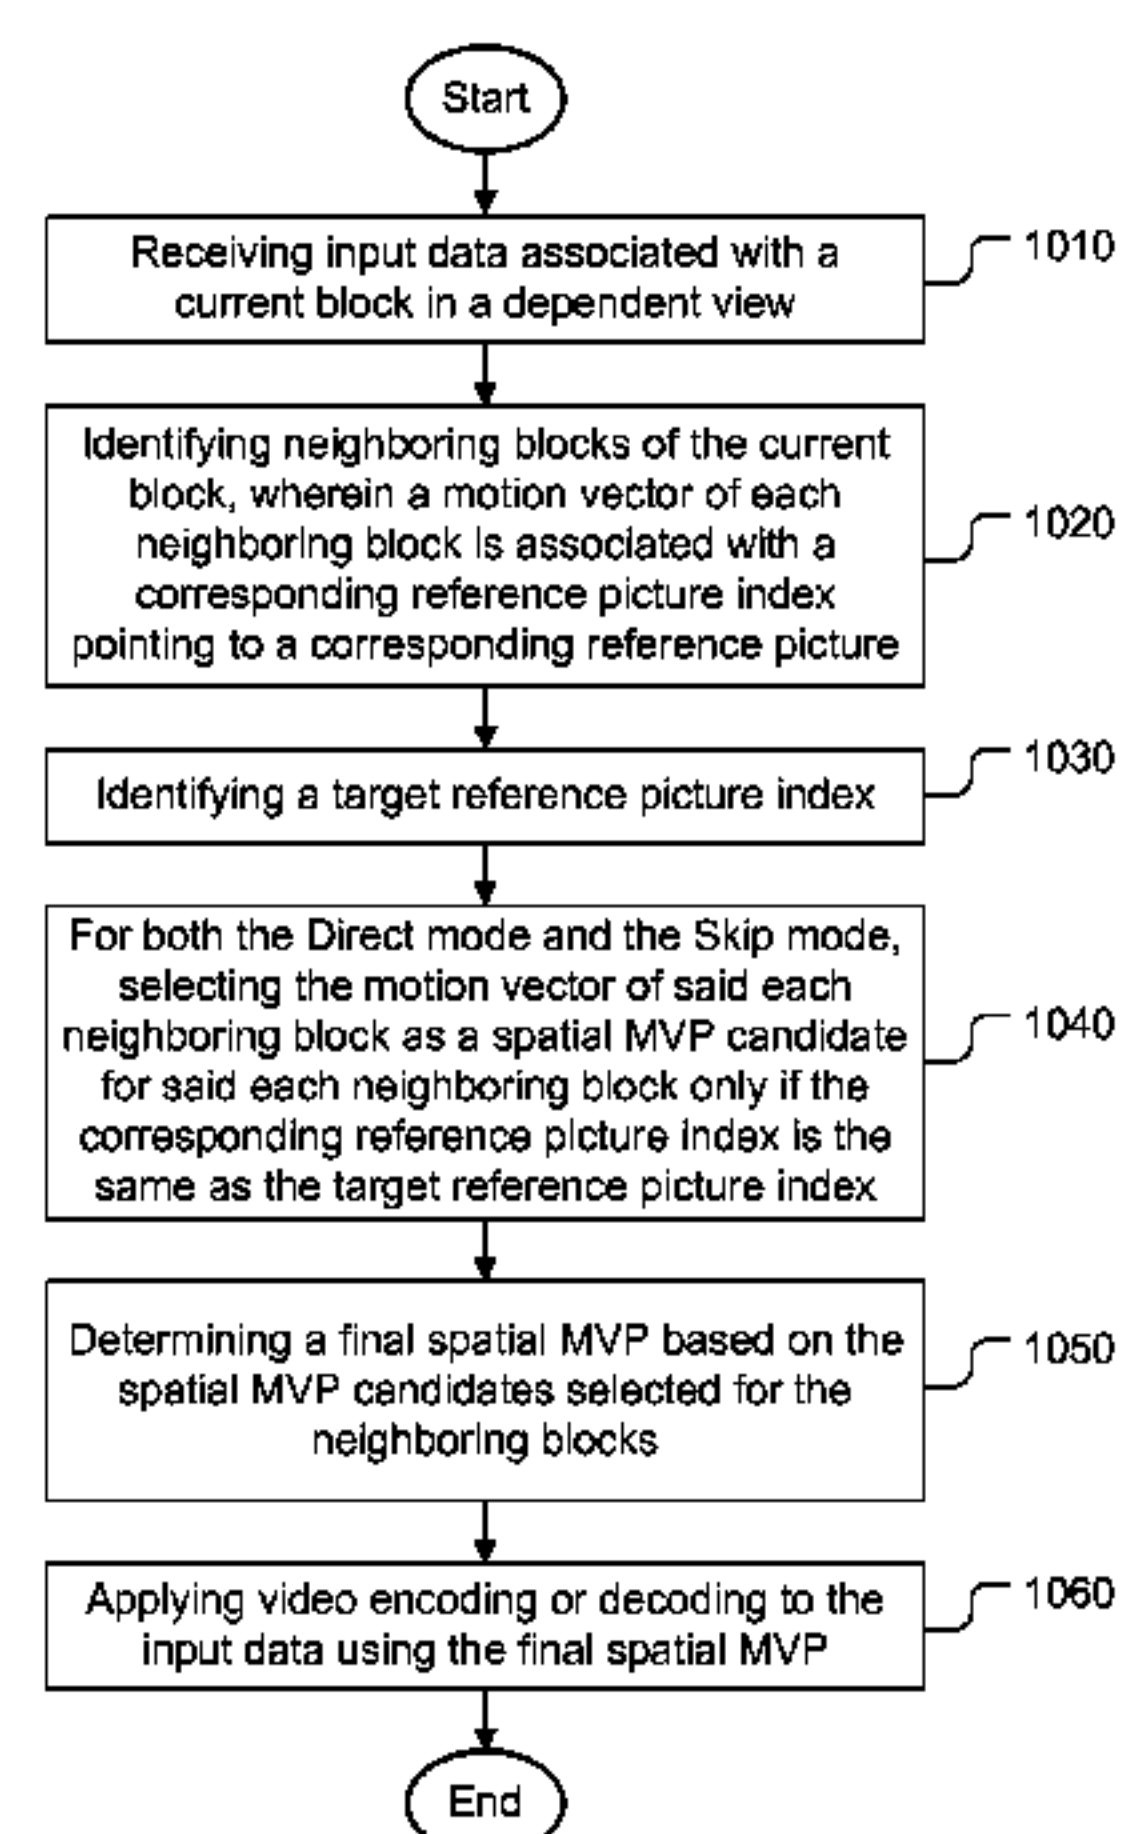 Start
Receiving input data associated with a
current block in a dependent view
1010
Identifying neighboring blocks of the current
block, wherein a motion vector of each
neighboring block is associated with a
corresponding reference picture index
pointing to a corresponding reference picture
1020
Identifying a target reference picture index
1030
For both the Direct mode and the Skip mode,
selecting the motion vector of said each
neighboring block as a spatial MVP candidate
for said each neighboring block only if the
corresponding reference picture index is the
same as the target reference picture index
1040
Determining a final spatial MVP based on the
spatial MVP candidates selected for the
neighboring blocks
1050
Applying video encoding or decoding to the
input data using the final spatial MVP
1060
End